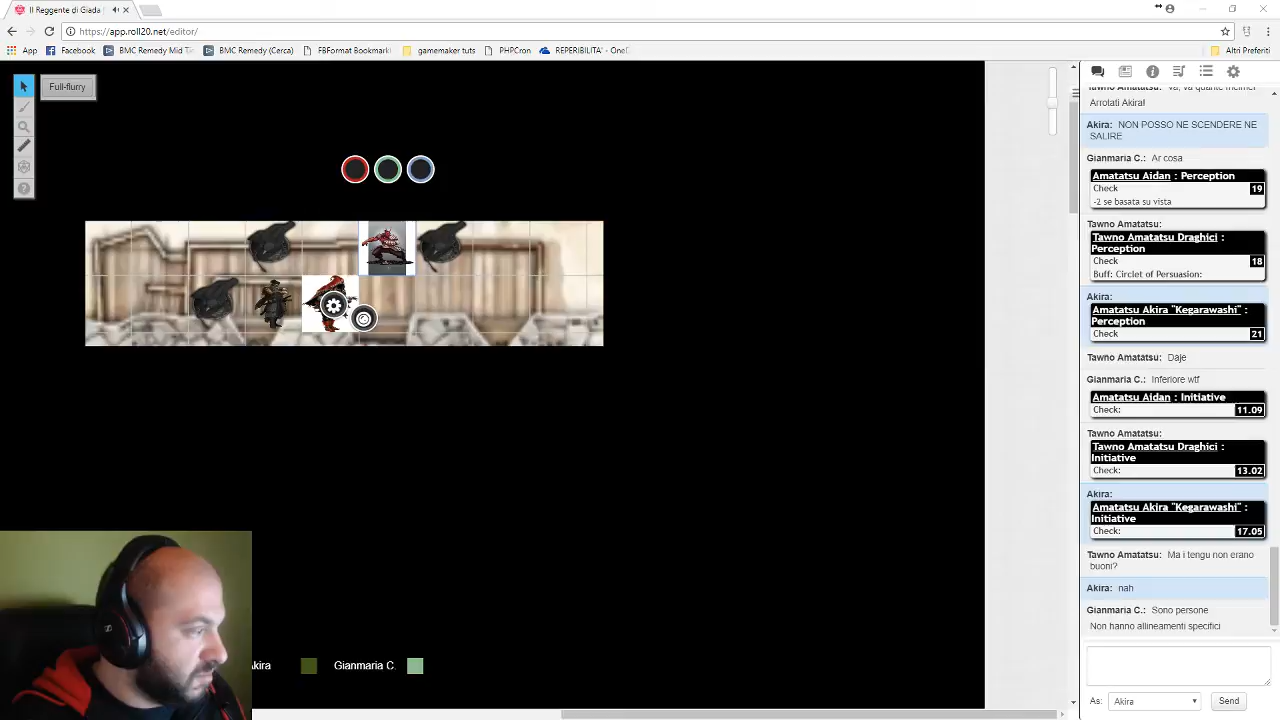 Il Reggente di Giada |
https://app.roll20.net/editor/
App
Facebook
BMC Remedy Mid Ti
BMC Remedy (Cerca)
FBFormat Bookmarkl
gamemaker tuts
PHPCron
REPERIBILITA' - OneD
Altri Preferiti
Full-flurry
Arrotati Akira!
Akira: NON POSSO NE SCENDERE NE
SALIRE
Gianmaria C.: Ar cosa
Amatatsu Aidan : Perception
Check 19
-2 se basata su vista
Tawno Amatatsu:
Tawno Amatatsu Draghici :
Perception
Check 18
Buff: Circlet of Persuasion:
Akira:
Amatatsu Akira "Kegarawashi" :
Perception
Check 21
Tawno Amatatsu: Daje
Gianmaria C.: Inferiore wtf
Amatatsu Aidan : Initiative
Check: 11.09
Tawno Amatatsu:
Tawno Amatatsu Draghici :
Initiative
Check: 13.02
Akira:
Amatatsu Akira "Kegarawashi" :
Initiative
Check: 17.05
Tawno Amatatsu: Ma i tengu non erano
buoni?
Akira: nah
Gianmaria C.: Sono persone
Non hanno allineamenti specifici
kira
Gianmaria C.
As: Akira
Send